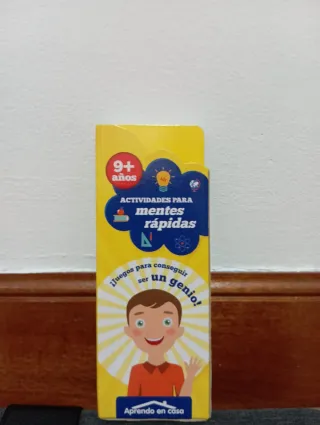 9+
años
ACTIVIDADES PARA
mentes
rápidas
¡Juegos para conseguir
ser un genio!
Aprendo en casa